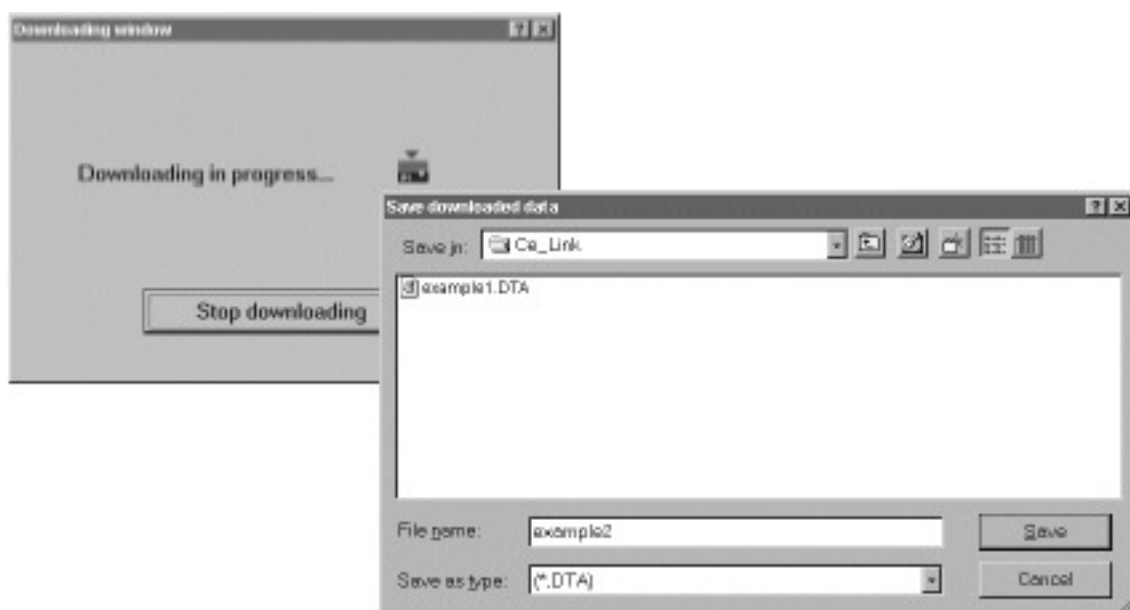 Downloading window
Downloading in progress...
Stop downloading
Save downloaded data
Save in: Ce_Link
example1.DTA
File name: example2
Save
Save as type: (*.DTA)
Cancel